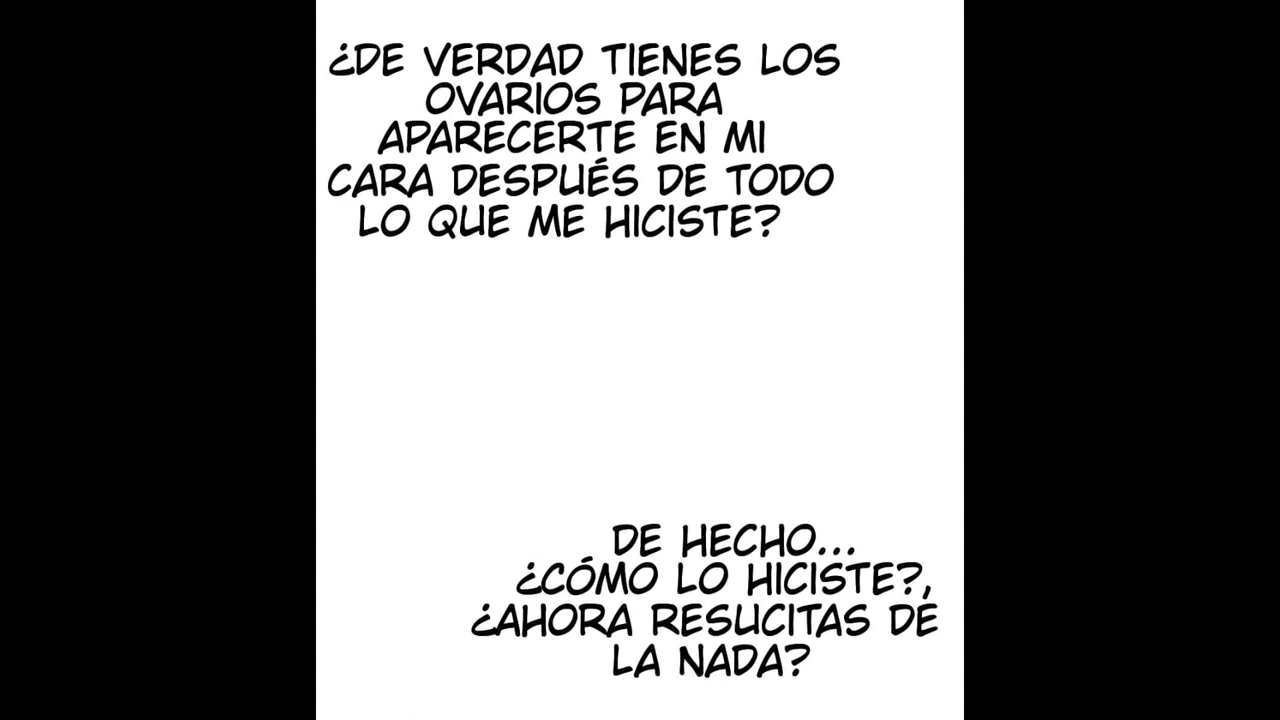 ¿DE VERDAD TIENES LOS
OVARIOS PARA
APARECERTE EN MI
CARA DESPUÉS DE TODO
LO QUE ME HICISTE?
DE HECHO...
¿CÓMO LO HICISTE?,
¿AHORA RESUCITAS DE
LA NADA?